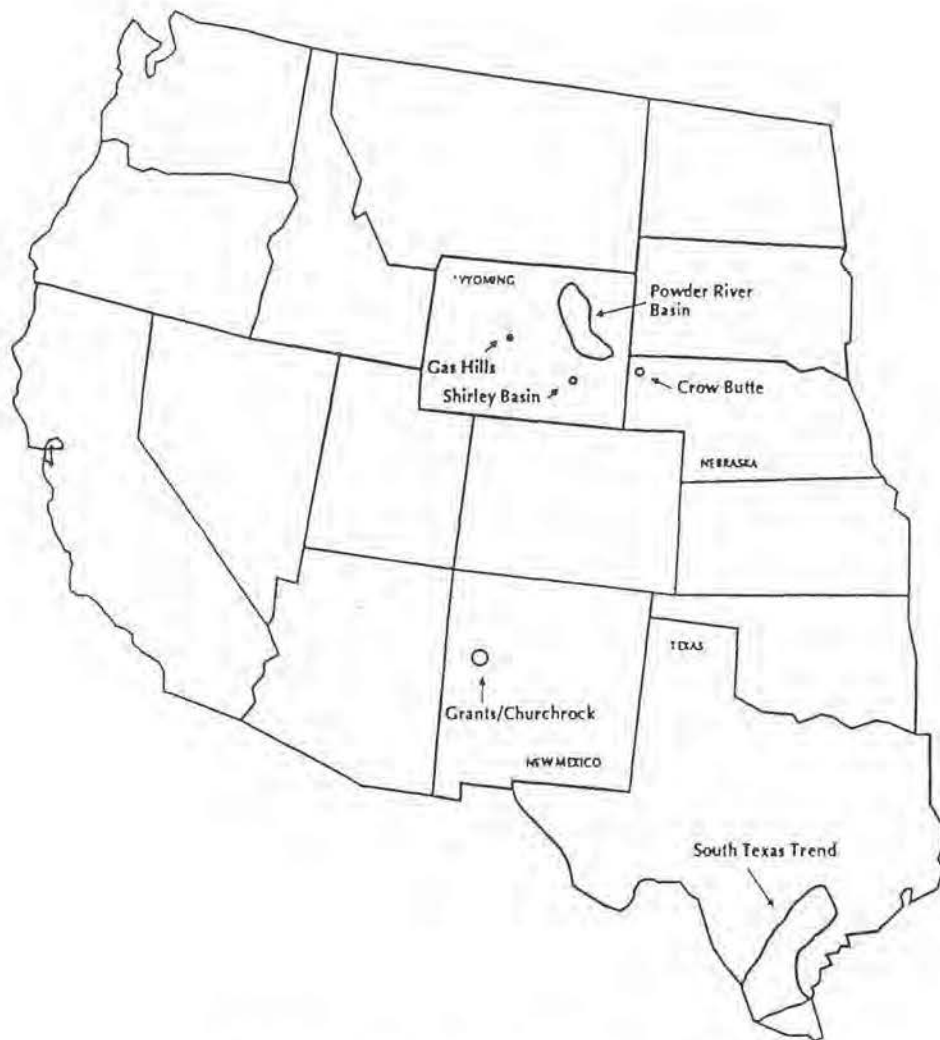 WYOMING
Powder River
Basin
Gas Hills
Shirley Basin
Crow Butte
NEBRASKA
TEXAS
Grants/Churchrock
NEW MEXICO
South Texas Trend